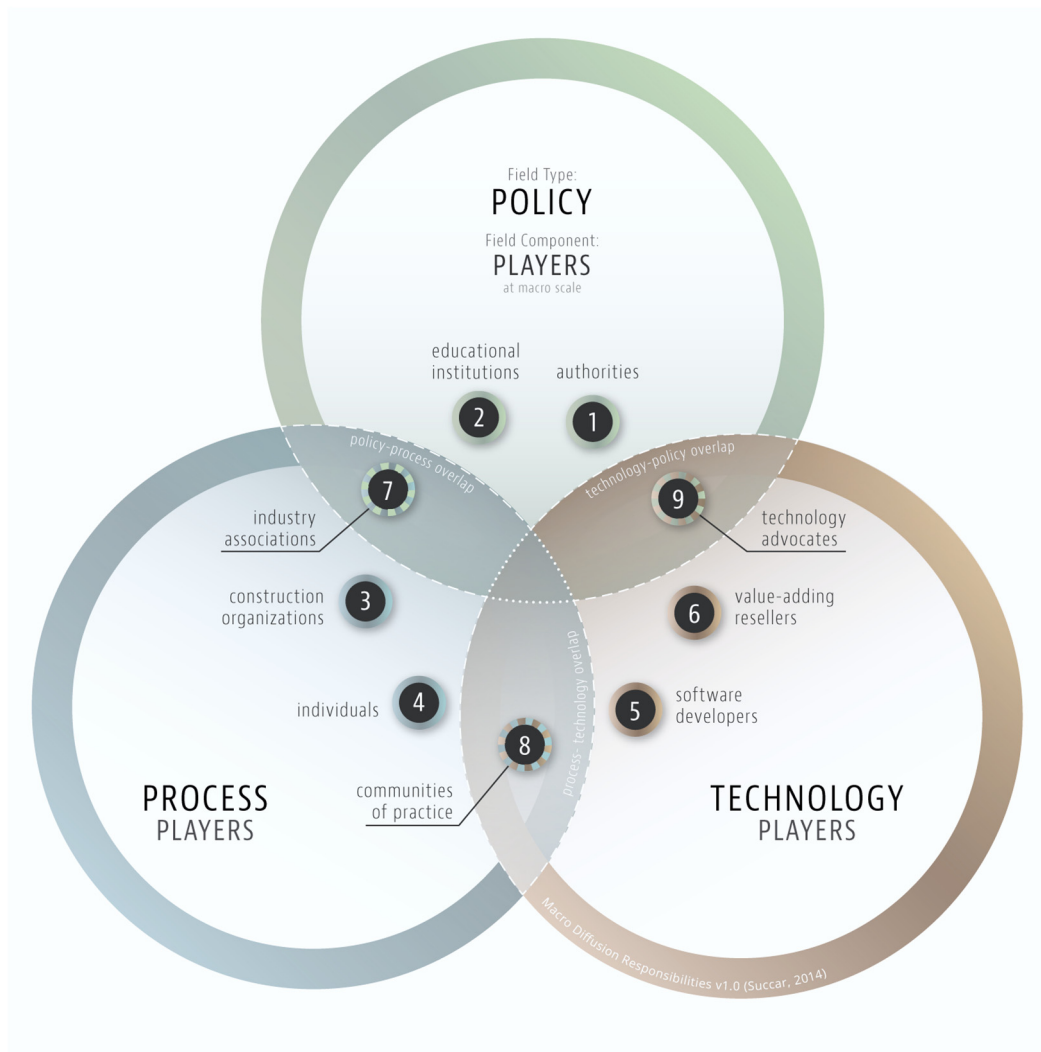 Field Type:
POLICY
Field Component:
PLAYERS
at macro scale
educational
institutions
authorities
2
1
policy-process overlap
technology-policy overlap
7
9
industry
associations
technology
advocates
construction
organizations
3
6
value-adding
resellers
individuals
4
5
software
developers
process- technology overlap
8
communities
of practice
PROCESS
PLAYERS
TECHNOLOGY
PLAYERS
Macro Diffusion Responsibilities v1.0 (Succar, 2014)